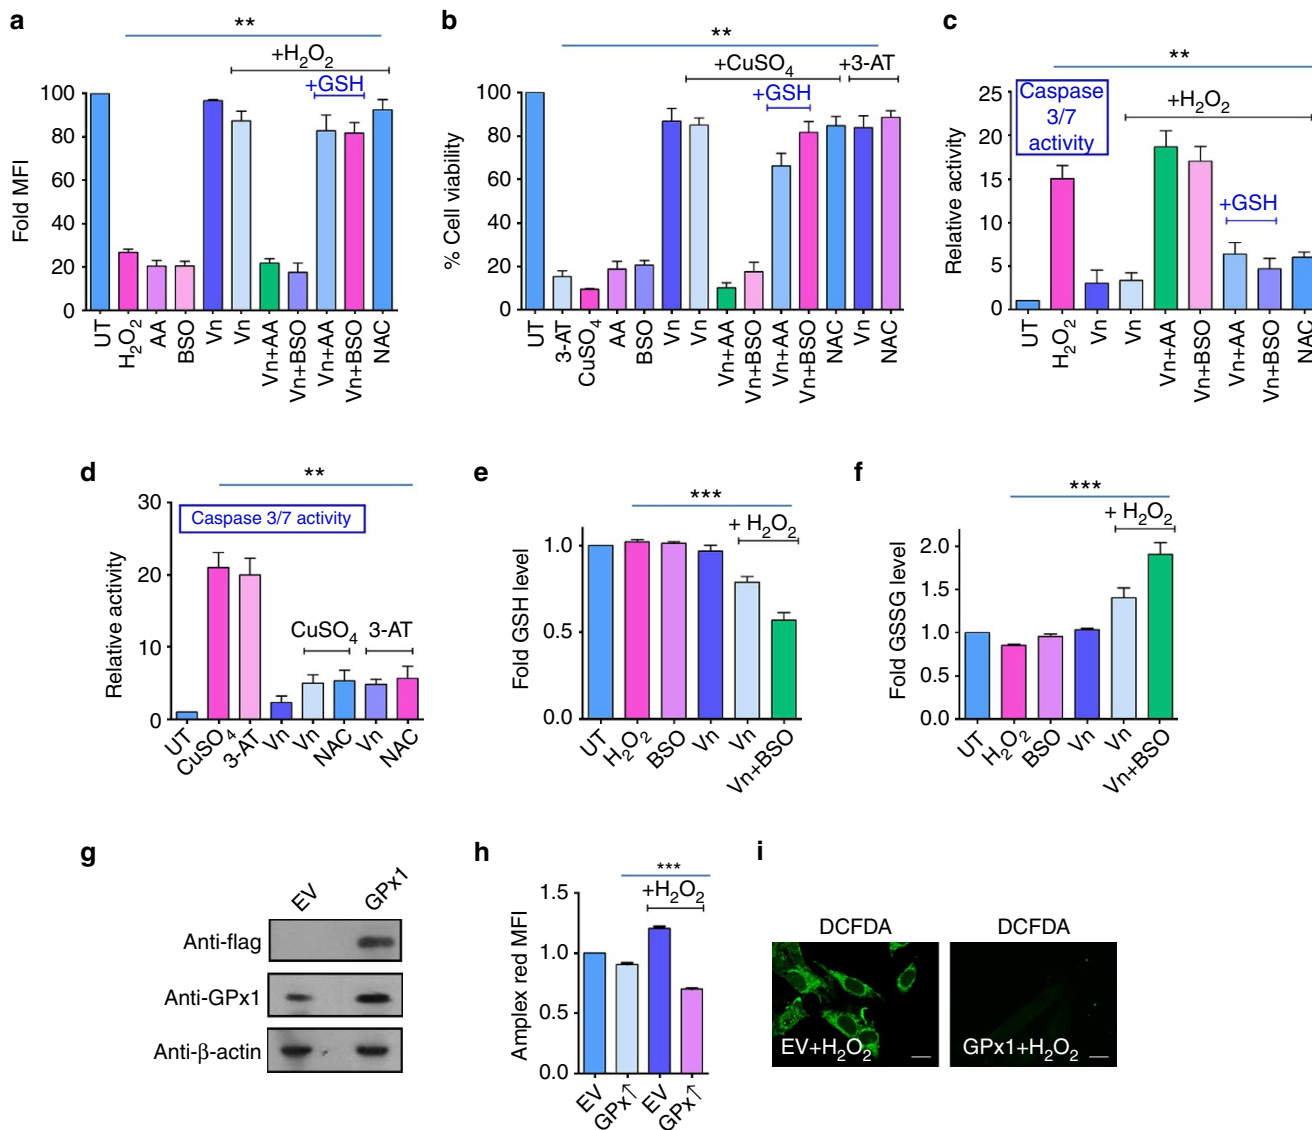 a
**
+H₂O₂
+GSH
Fold MFI
100
80
60
40
20
0
UT
H₂O₂
AA
BSO
Vn
Vn
Vn+AA
Vn+BSO
Vn+AA
Vn+BSO
NAC
b
**
+CuSO₄
+3-AT
+GSH
% Cell viability
100
80
60
40
20
0
UT
3-AT
CuSO₄
AA
BSO
Vn
Vn
Vn+AA
Vn+BSO
Vn+AA
Vn+BSO
NAC
Vn
NAC
c
**
Caspase
3/7
activity
+H₂O₂
+GSH
Relative activity
25
20
15
10
5
0
UT
H₂O₂
Vn
Vn
Vn+AA
Vn+BSO
Vn+AA
Vn+BSO
NAC
d
**
Caspase 3/7 activity
CuSO₄
3-AT
Relative activity
30
20
10
0
UT
CuSO₄
3-AT
Vn
Vn
NAC
Vn
NAC
e
***
+ H₂O₂
Fold GSH level
1.0
0.5
0.0
UT
H₂O₂
BSO
Vn
Vn
Vn+BSO
f
***
+ H₂O₂
Fold GSSG level
2.0
1.5
1.0
0.5
0.0
UT
H₂O₂
BSO
Vn
Vn
Vn+BSO
g
EV
GPx1
Anti-flag
Anti-GPx1
Anti-β-actin
h
***
+H₂O₂
Amplex red MFI
1.5
1.0
0.5
0.0
EV
GPx↑
EV
GPx↑
i
DCFDA
DCFDA
EV+H₂O₂
GPx1+H₂O₂